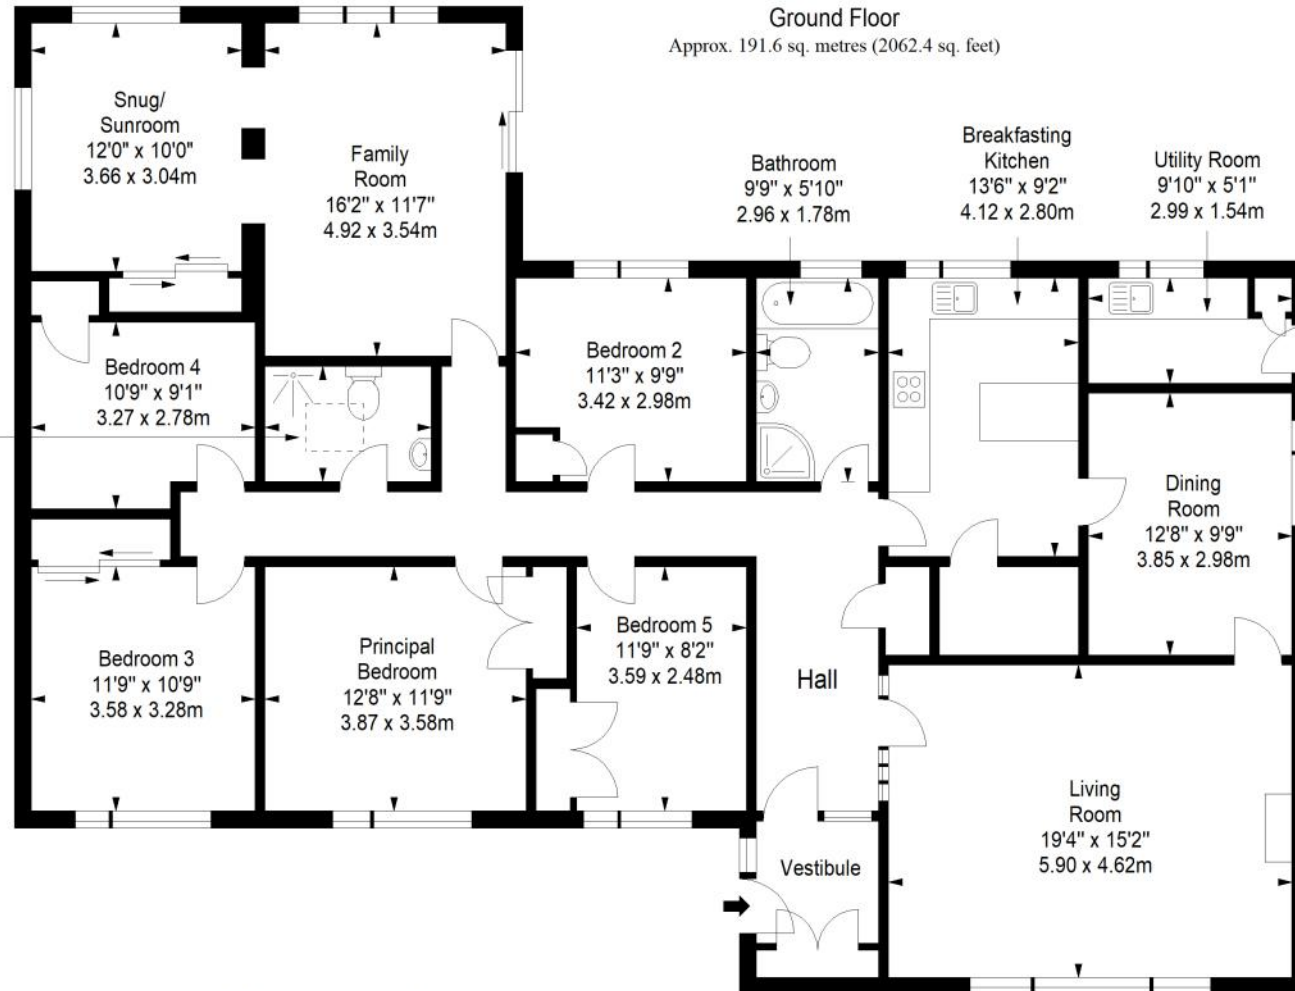 Ground Floor
Approx. 191.6 sq. metres (2062.4 sq. feet)
Snug/
Sunroom
12'0" x 10'0"
3.66 x 3.04m
Family
Room
16'2" x 11'7"
4.92 x 3.54m
Bathroom
9'9" x 5'10"
2.96 x 1.78m
Breakfasting
Kitchen
13'6" x 9'2"
4.12 x 2.80m
Utility Room
9'10" x 5'1"
2.99 x 1.54m
Bedroom 4
10'9" x 9'1"
3.27 x 2.78m
Bedroom 2
11'3" x 9'9"
3.42 x 2.98m
Dining
Room
12'8" x 9'9"
3.85 x 2.98m
Bedroom 3
11'9" x 10'9"
3.58 x 3.28m
Principal
Bedroom
12'8" x 11'9"
3.87 x 3.58m
Bedroom 5
11'9" x 8'2"
3.59 x 2.48m
Hall
Living
Room
19'4" x 15'2"
5.90 x 4.62m
Vestibule